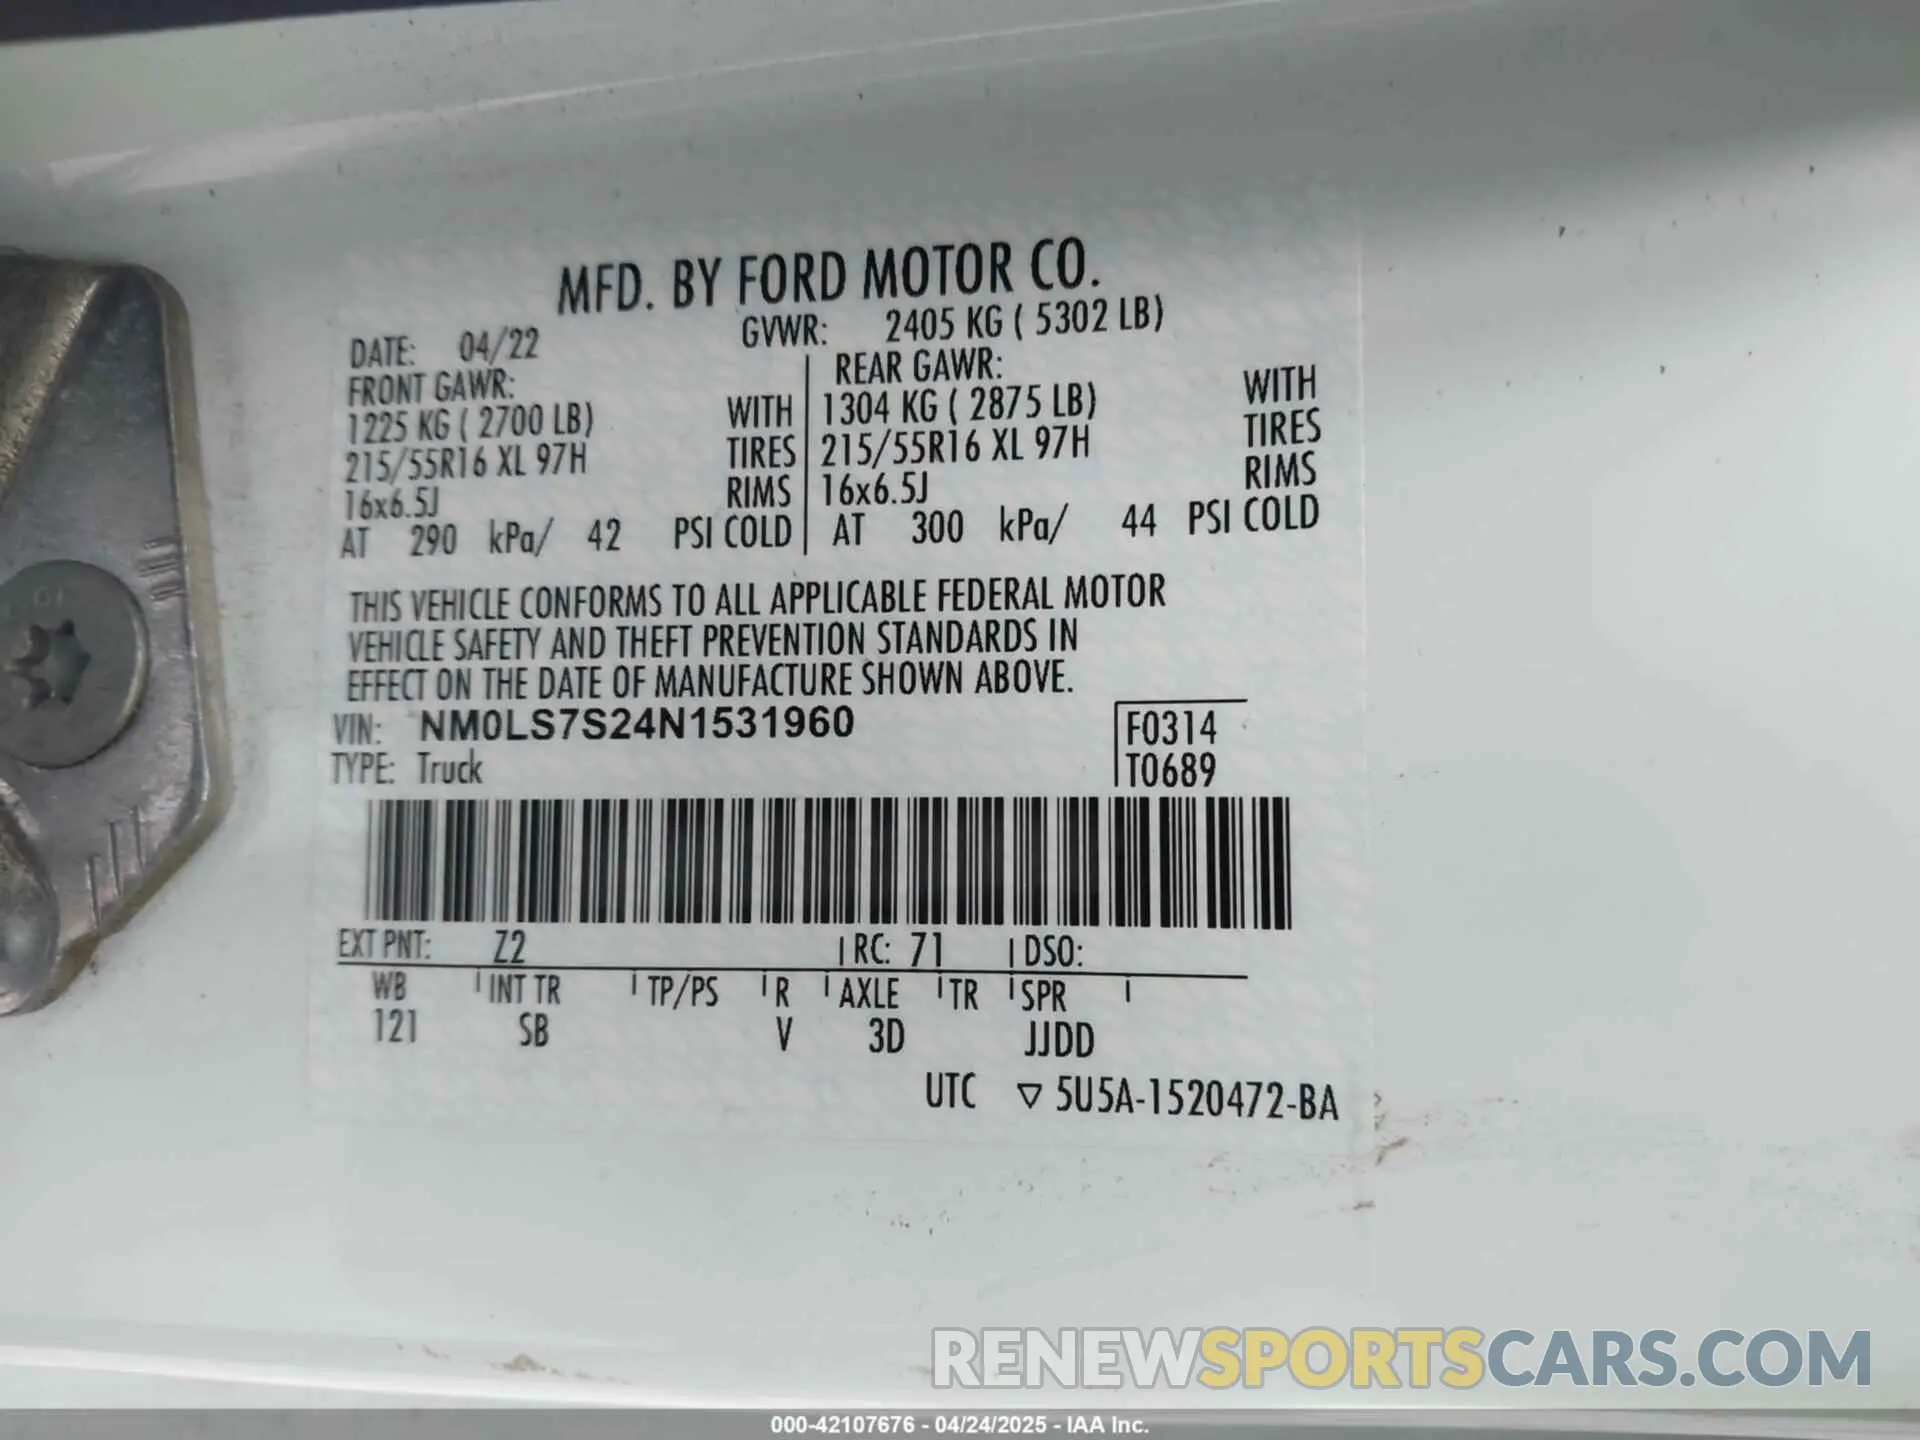 MFD. BY FORD MOTOR CO.
DATE: 04/22 GVWR: 2405 KG ( 5302 LB)
FRONT GAWR: REAR GAWR:
1225 KG ( 2700 LB) WITH 1304 KG ( 2875 LB) WITH
215/55R16 XL 97H TIRES 215/55R16 XL 97H TIRES
16x6.5J RIMS 16x6.5J RIMS
AT 290 kPa/ 42 PSI COLD AT 300 kPa/ 44 PSI COLD
THIS VEHICLE CONFORMS TO ALL APPLICABLE FEDERAL MOTOR
VEHICLE SAFETY AND THEFT PREVENTION STANDARDS IN
EFFECT ON THE DATE OF MANUFACTURE SHOWN ABOVE.
VIN: NM0LS7S24N1531960 F0314
TYPE: Truck T0689
EXT PNT: Z2 RC: 71 DSO:
WB INT TR TP/PS R AXLE TR SPR
121 SB V 3D JJDD
UTC ▽ 5U5A-1520472-BA
RENEWSPORTSCARS.COM
000-42107676 - 04/24/2025 - IAA Inc.